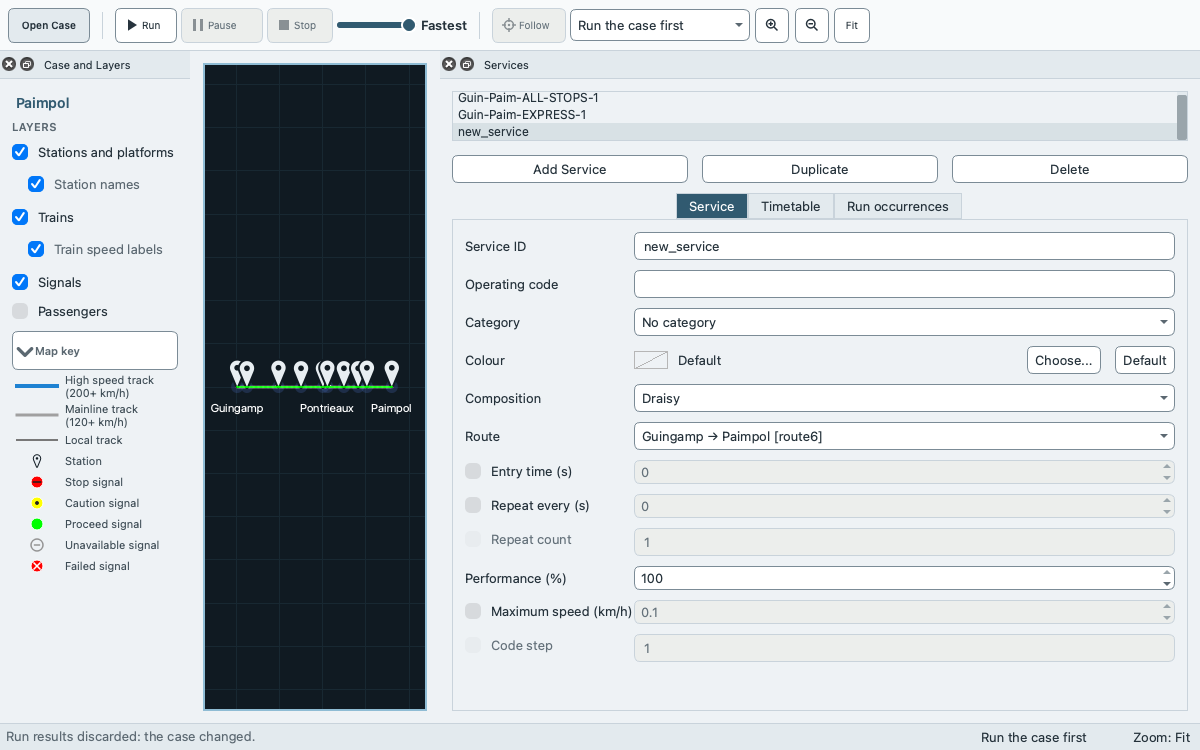 Open Case
Run
Pause
Stop
Fastest
Follow
Run the case first
Fit
Case and Layers
Services
Paimpol
LAYERS
Stations and platforms
Station names
Trains
Train speed labels
Signals
Passengers
Map key
High speed track
(200+ km/h)
Mainline track
(120+ km/h)
Local track
Station
Stop signal
Caution signal
Proceed signal
Unavailable signal
Failed signal
Guingamp
Pontrieaux
Paimpol
Guin-Paim-ALL-STOPS-1
Guin-Paim-EXPRESS-1
new_service
Add Service
Duplicate
Delete
Service
Timetable
Run occurrences
Service ID
new_service
Operating code
Category
No category
Colour
Default
Choose...
Default
Composition
Draisy
Route
Guingamp → Paimpol [route6]
Entry time (s)
0
Repeat every (s)
0
Repeat count
1
Performance (%)
100
Maximum speed (km/h)
0.1
Code step
1
Run results discarded: the case changed.
Run the case first
Zoom: Fit